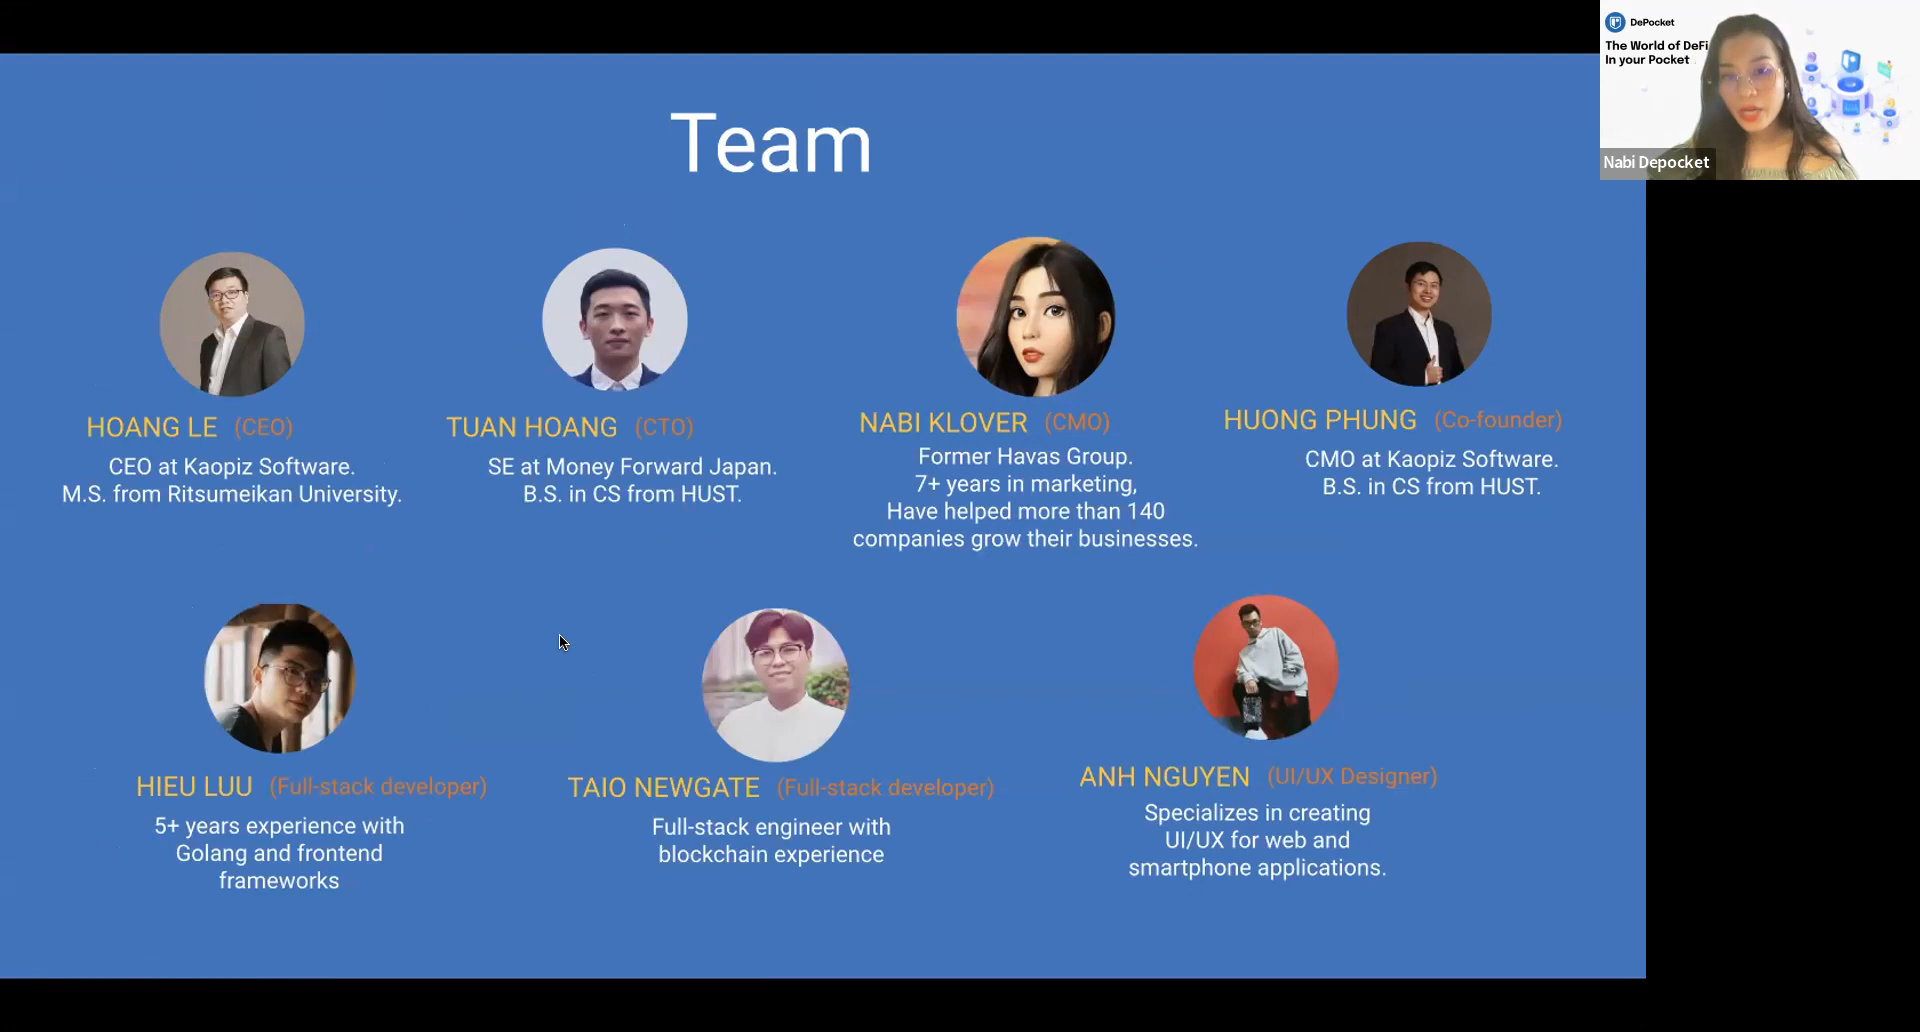 DePocket
The World of DeFi
In your Pocket
Nabi Depocket
Team
HOANG LE (CEO)
CEO at Kaopiz Software.
M.S. from Ritsumeikan University.
TUAN HOANG (CTO)
SE at Money Forward Japan.
B.S. in CS from HUST.
NABI KLOVER (CMO)
Former Havas Group.
7+ years in marketing,
Have helped more than 140
companies grow their businesses.
HUONG PHUNG (Co-founder)
CMO at Kaopiz Software.
B.S. in CS from HUST.
HIEU LUU (Full-stack developer)
5+ years experience with
Golang and frontend
frameworks
TAIO NEWGATE (Full-stack developer)
Full-stack engineer with
blockchain experience
ANH NGUYEN (UI/UX Designer)
Specializes in creating
UI/UX for web and
smartphone applications.